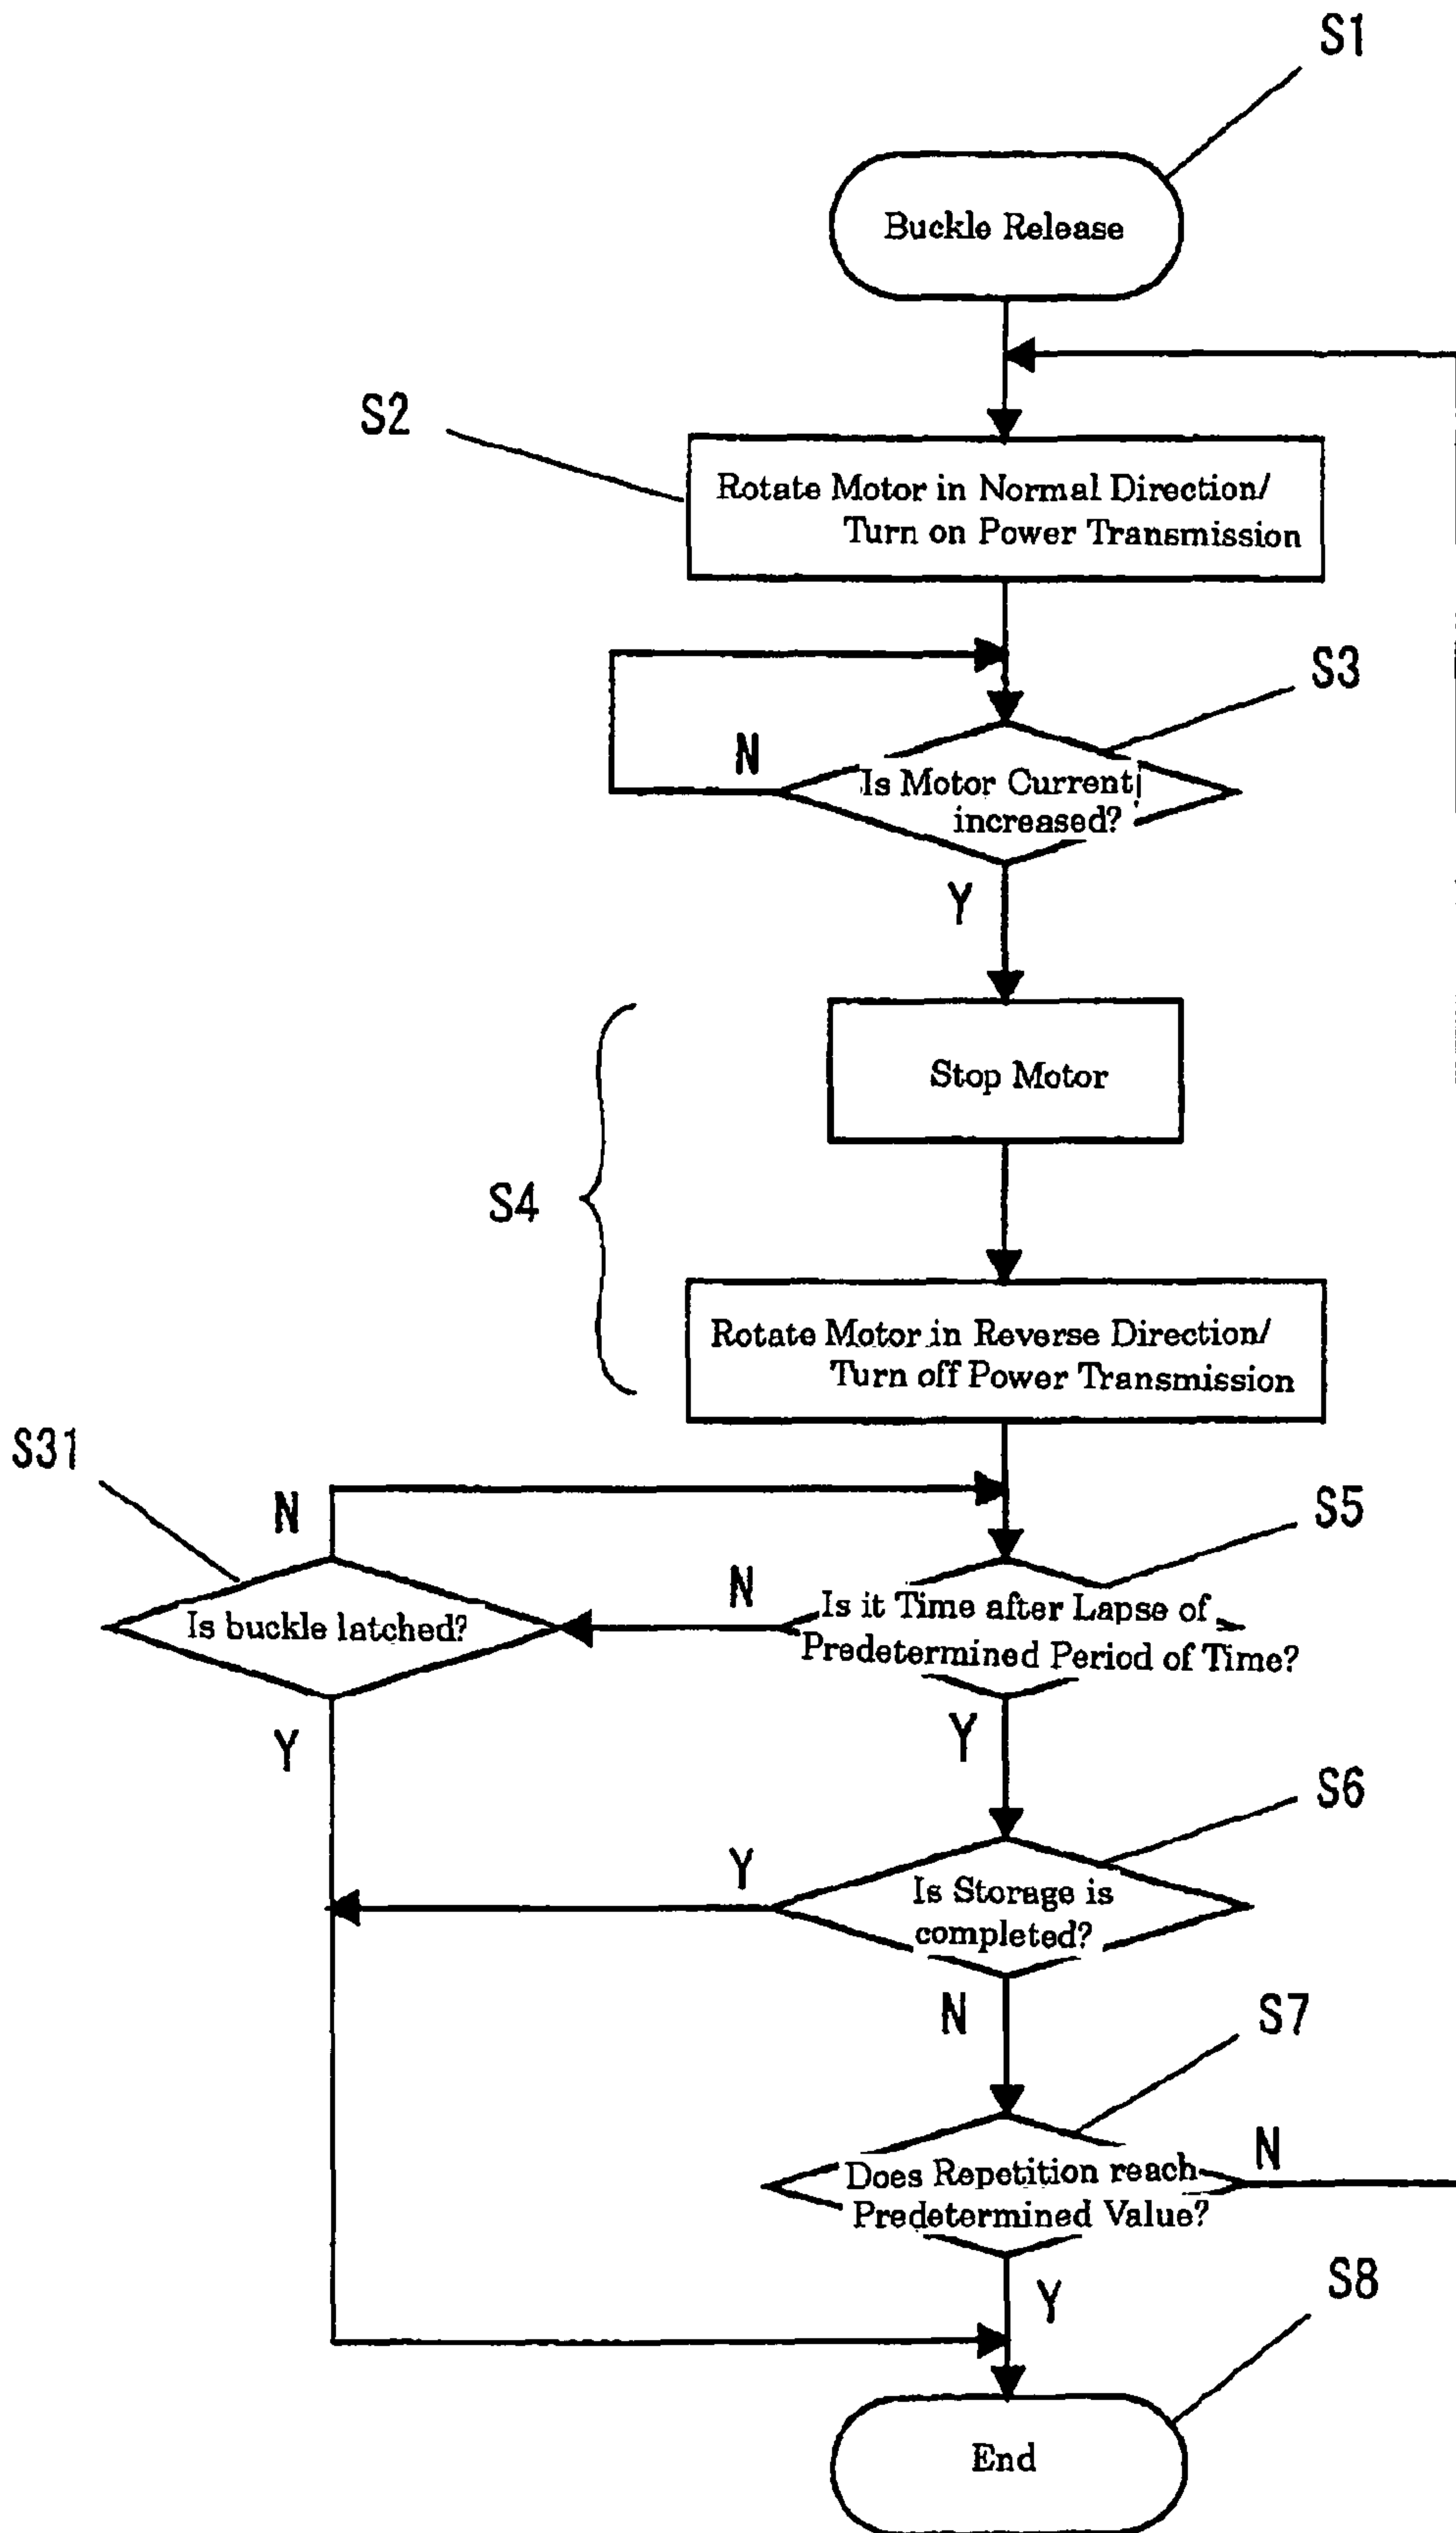 S1
Buckle Release
S2
Rotate Motor in Normal Direction/
Turn on Power Transmission
S3
N
Is Motor Current
increased?
Y
Stop Motor
S4
Rotate Motor in Reverse Direction/
Turn off Power Transmission
S31
N
S5
N
Is buckle latched?
Is it Time after Lapse of
Predetermined Period of Time?
Y
Y
S6
Y
Is Storage is
completed?
N
S7
N
Does Repetition reach
Predetermined Value?
Y
S8
End